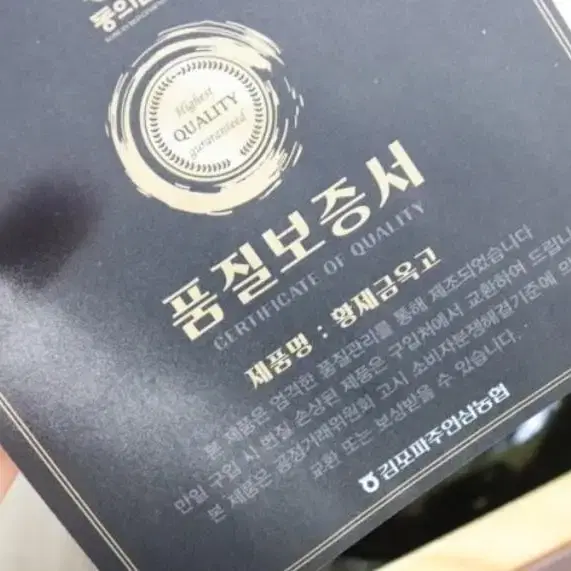 동의
Highest
QUALITY
guaranteed
품질보증서
CERTIFICATE OF QUALITY
제품명 : 황제금옥고
본 제품은 엄격한 품질관리를 통해 제조되었습니다
만일 구입 시 변질 손상된 제품은 구입처에서 교환하여 드립니
본 제품은 공정거래위원회 고시 소비자분쟁해결기준에 의
교환 또는 보상받을 수 있습니다.
김포파주인삼농협